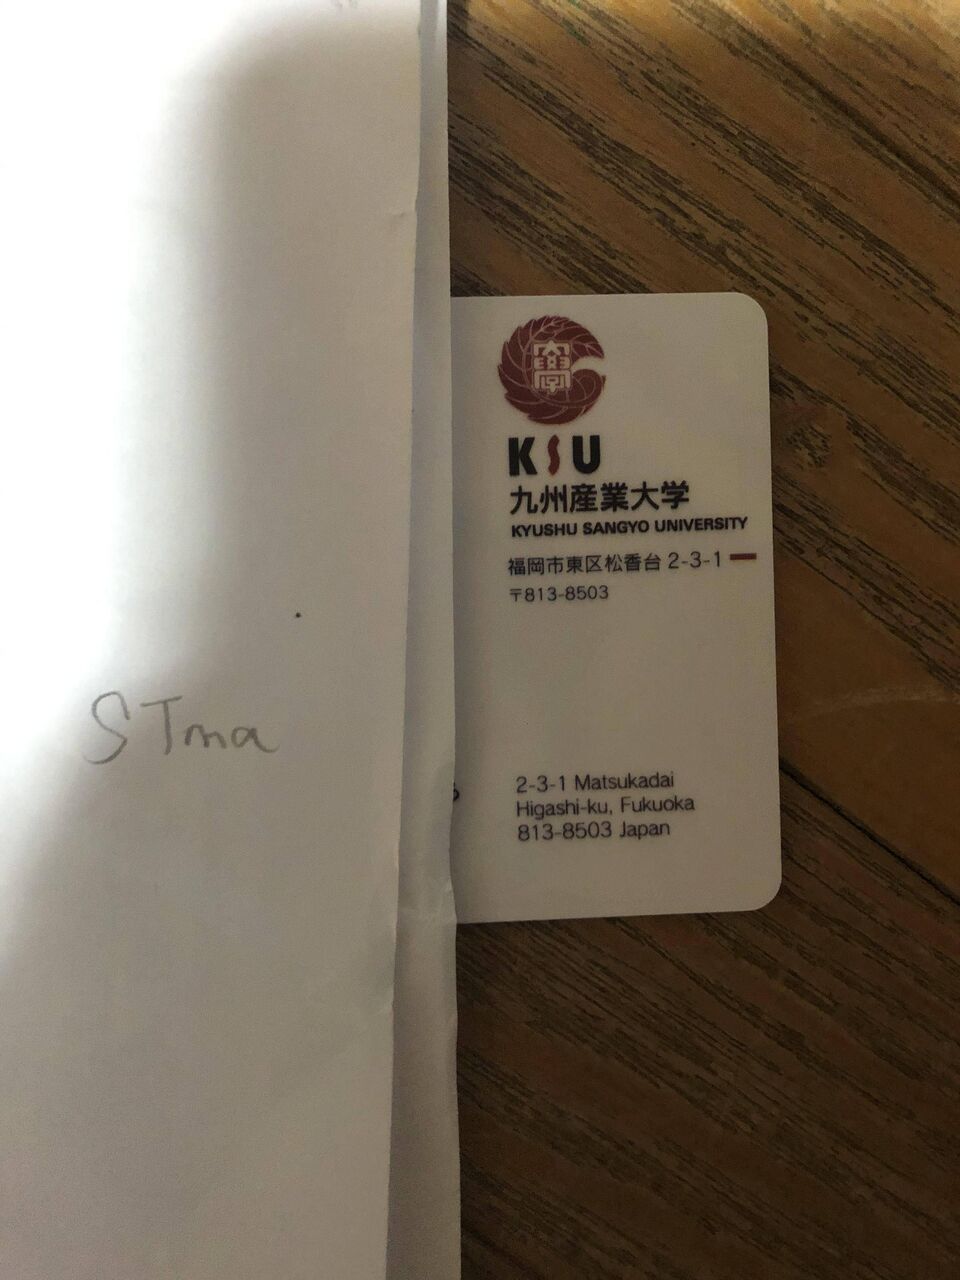 STma
KSU
九州産業大学
KYUSHU SANGYO UNIVERSITY
福岡市東区松香台 2-3-1
〒813-8503
2-3-1 Matsukadai
Higashi-ku, Fukuoka
813-8503 Japan